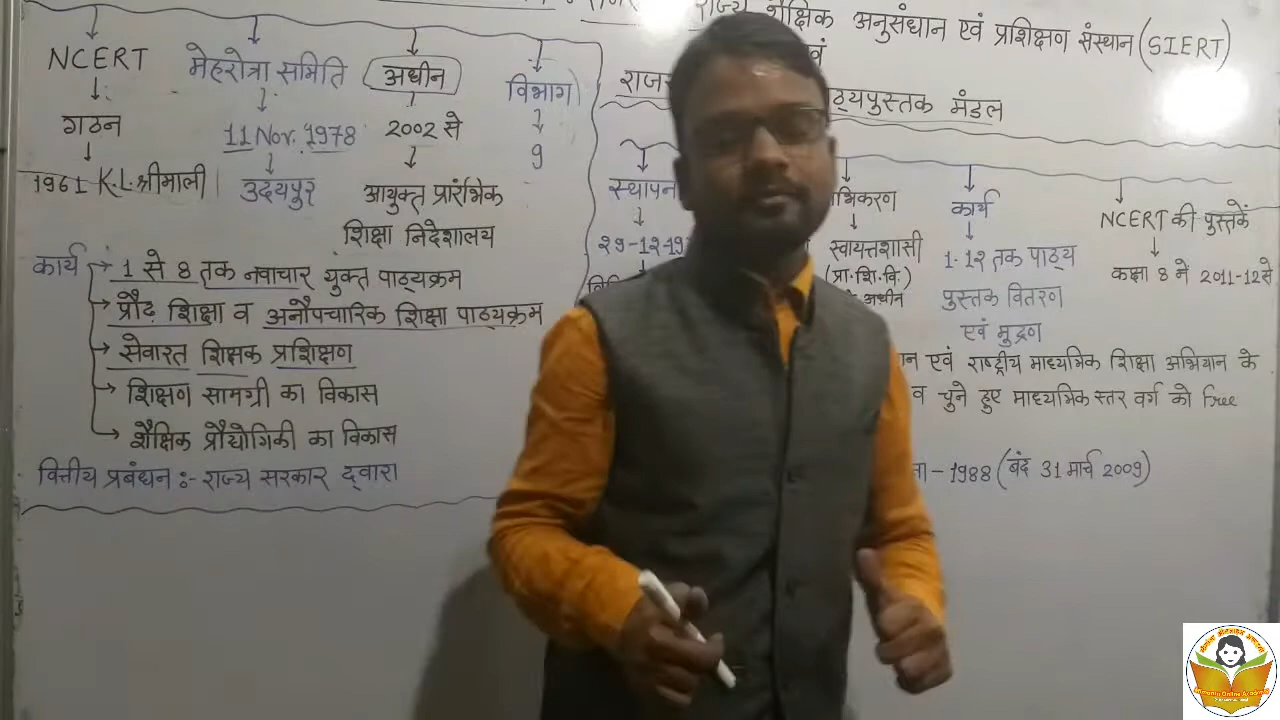 राज्य शैक्षिक अनुसंधान एवं प्रशिक्षण संस्थान (SIERT)
एवं
पाठ्यपुस्तक मंडल
NCERT
गठन
1961 K.L. श्रीमाली
मेहरोत्रा समिति
11 Nov. 1978
उदयपुर
अधीन
2002 से
आयुक्त प्रारंभिक
शिक्षा निदेशालय
विभाग
9
कार्य
1 से 8 तक नवाचार युक्त पाठ्यक्रम
प्रौढ़ शिक्षा व अनौपचारिक शिक्षा पाठ्यक्रम
सेवारत शिक्षक प्रशिक्षण
शिक्षण सामग्री का विकास
शैक्षिक प्रौद्योगिकी का विकास
वित्तीय प्रबंधन :- राज्य सरकार द्वारा
स्वायत्तशासी
(प्रा. शि. वि.)
अधीन
कार्य
1-12 तक पाठ्य
पुस्तक वितरण
एवं मुद्रण
NCERT की पुस्तकें
कक्षा 8 में 2011-12 से
एवं राष्ट्रीय माध्यमिक शिक्षा अभियान के
व चुने हुए माध्यमिक स्तर वर्ग को Free
1988 (बंद 31 मार्च 2009)